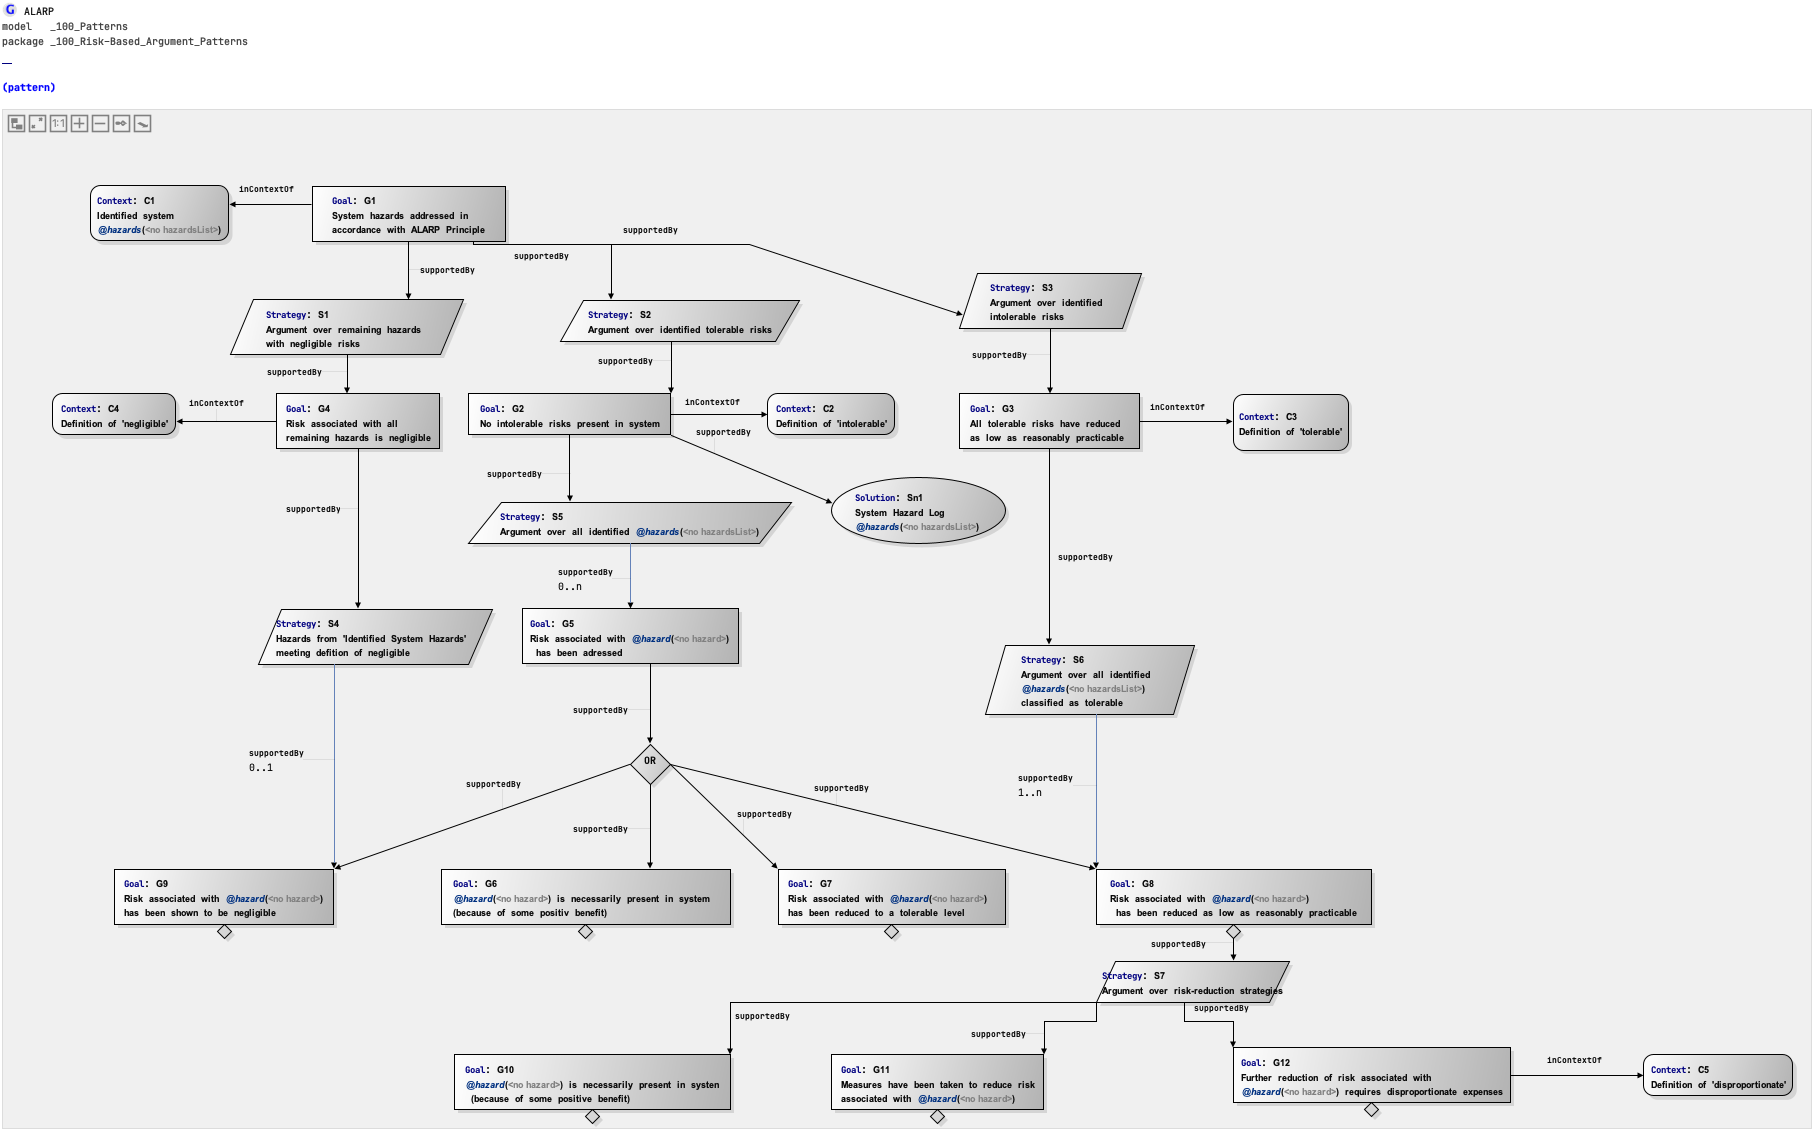 G ALARP
model _100_Patterns
package _100_Risk-Based_Argument_Patterns
(pattern)
1:1
Context: C1
Identified system
@hazards(<no hazardsList>)
inContextOf
Goal: G1
System hazards addressed in
accordance with ALARP Principle
supportedBy
supportedBy
supportedBy
Strategy: S1
Argument over remaining hazards
with negligible risks
Strategy: S2
Argument over identified tolerable risks
Strategy: S3
Argument over identified
intolerable risks
supportedBy
supportedBy
supportedBy
Context: C4
Definition of 'negligible'
inContextOf
Goal: G4
Risk associated with all
remaining hazards is negligible
Goal: G2
No intolerable risks present in system
inContextOf
Context: C2
Definition of 'intolerable'
Goal: G3
All tolerable risks have reduced
as low as reasonably practicable
inContextOf
Context: C3
Definition of 'tolerable'
supportedBy
supportedBy
supportedBy
Strategy: S5
Argument over all identified @hazards(<no hazardsList>)
Solution: Sn1
System Hazard Log
@hazards(<no hazardsList>)
supportedBy
supportedBy
0..n
Strategy: S4
Hazards from 'Identified System Hazards'
meeting defition of negligible
Goal: G5
Risk associated with @hazard(<no hazard>)
has been adressed
Strategy: S6
Argument over all identified
@hazards(<no hazardsList>)
classified as tolerable
supportedBy
supportedBy
0..1
OR
supportedBy
1..n
supportedBy
supportedBy
supportedBy
supportedBy
Goal: G9
Risk associated with @hazard(<no hazard>)
has been shown to be negligible
Goal: G6
@hazard(<no hazard>) is necessarily present in system
(because of some positiv benefit)
Goal: G7
Risk associated with @hazard(<no hazard>)
has been reduced to a tolerable level
Goal: G8
Risk associated with @hazard(<no hazard>)
has been reduced as low as reasonably practicable
supportedBy
Strategy: S7
Argument over risk-reduction strategies
supportedBy
supportedBy
supportedBy
Goal: G10
@hazard(<no hazard>) is necessarily present in systen
(because of some positive benefit)
Goal: G11
Measures have been taken to reduce risk
associated with @hazard(<no hazard>)
Goal: G12
Further reduction of risk associated with
@hazard(<no hazard>) requires disproportionate expenses
inContextOf
Context: C5
Definition of 'disproportionate'